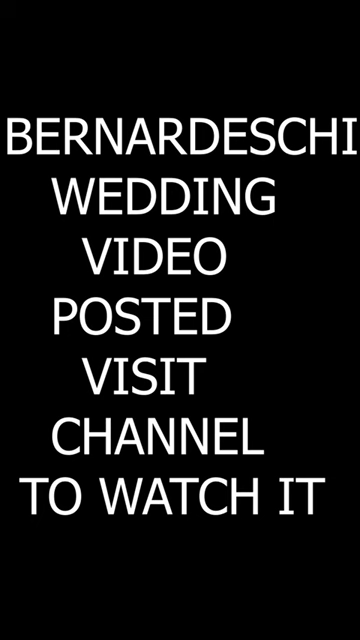 BERNARDESCHI
WEDDING
VIDEO
POSTED
VISIT
CHANNEL
TO WATCH IT